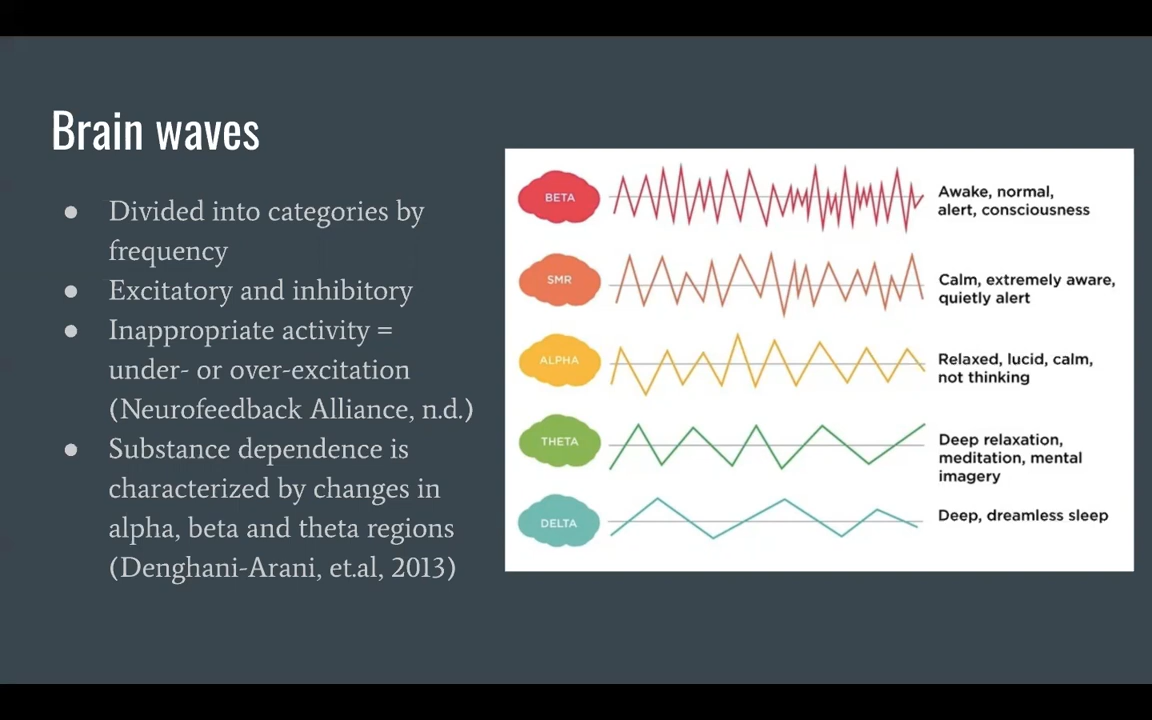 Brain waves
● Divided into categories by
frequency
● Excitatory and inhibitory
● Inappropriate activity =
under- or over-excitation
(Neurofeedback Alliance, n.d.)
● Substance dependence is
characterized by changes in
alpha, beta and theta regions
(Denghani-Arani, et.al, 2013)
BETA
Awake, normal,
alert, consciousness
SMR
Calm, extremely aware,
quietly alert
ALPHA
Relaxed, lucid, calm,
not thinking
THETA
Deep relaxation,
meditation, mental
imagery
DELTA
Deep, dreamless sleep